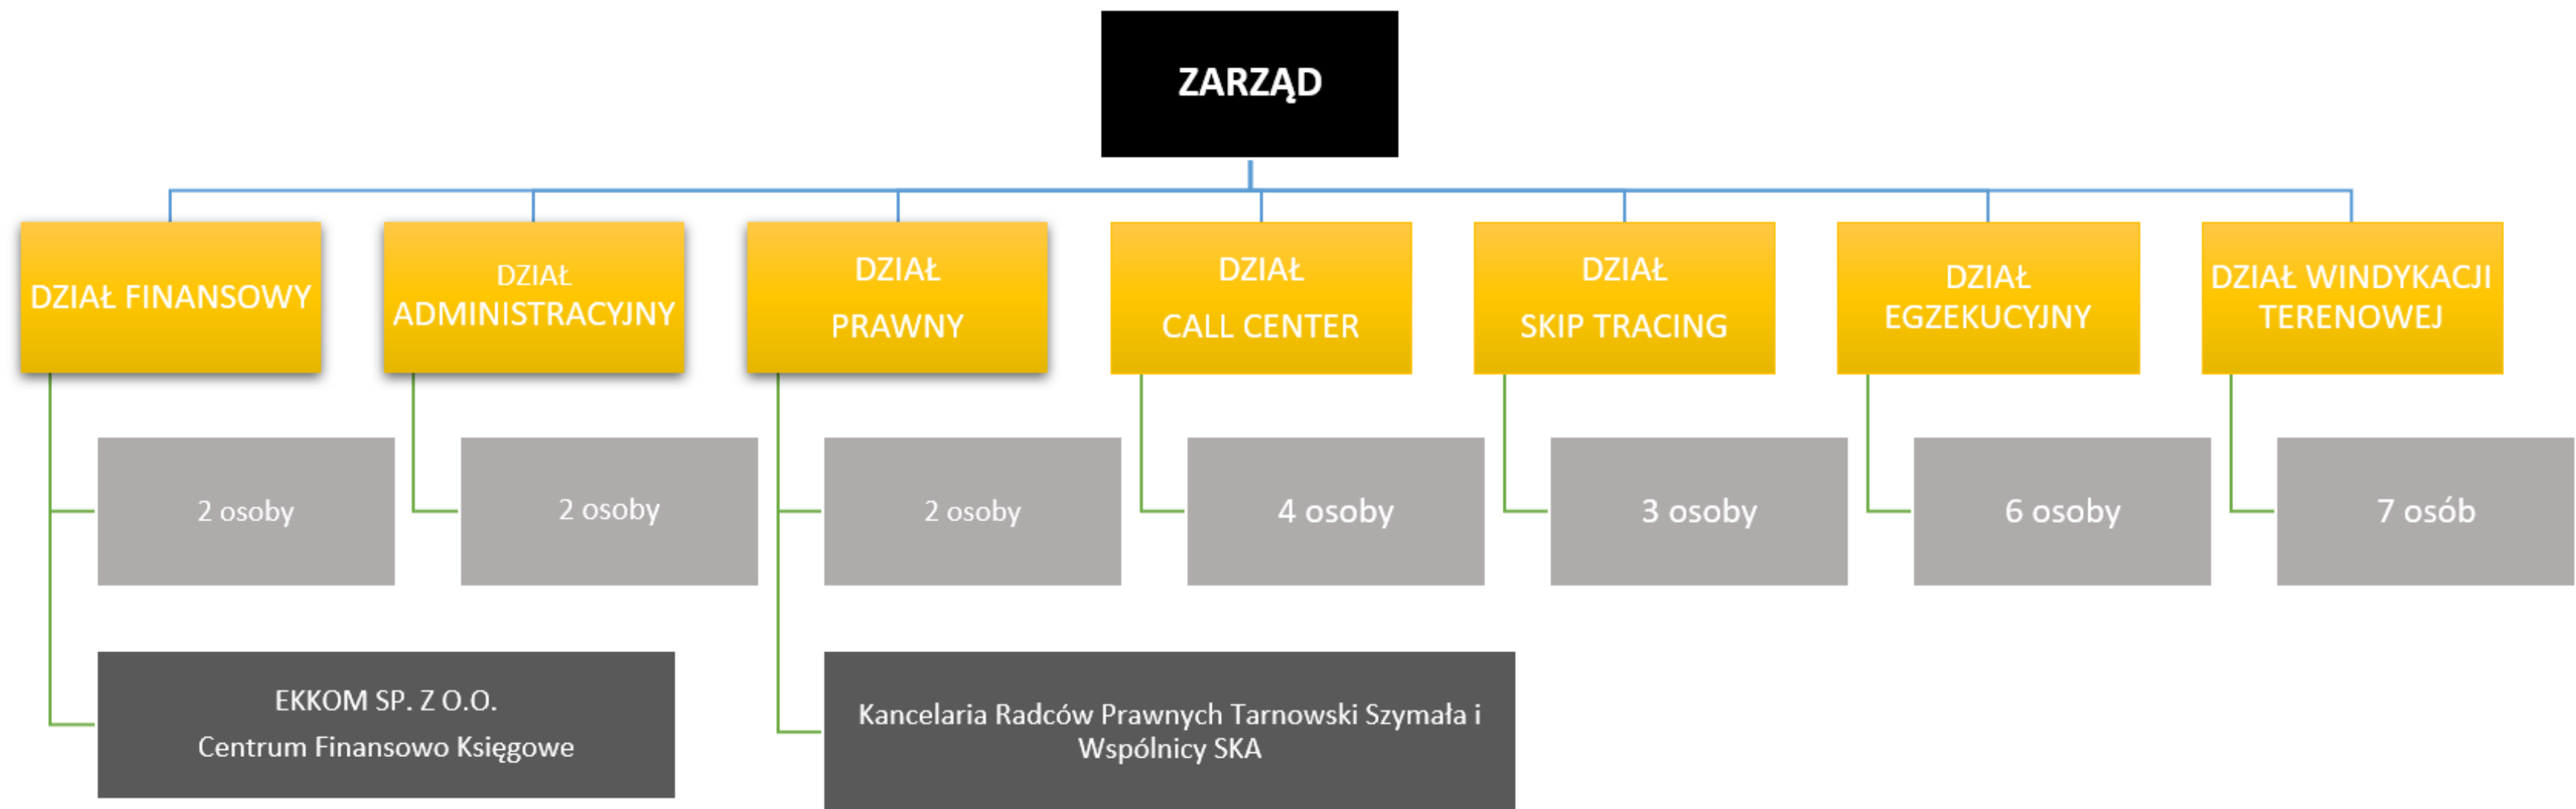 ZARZĄD
DZIAŁ FINANSOWY
DZIAŁ
ADMINISTRACYJNY
DZIAŁ
PRAWNY
DZIAŁ
CALL CENTER
DZIAŁ
SKIP TRACING
DZIAŁ
EGZEKUCYJNY
DZIAŁ WINDYKACJI
TERENOWEJ
2 osoby
2 osoby
2 osoby
4 osoby
3 osoby
6 osoby
7 osób
EKKOM SP. Z O.O.
Centrum Finansowo Księgowe
Kancelaria Radców Prawnych Tarnowski Szymała i
Wspólnicy SKA